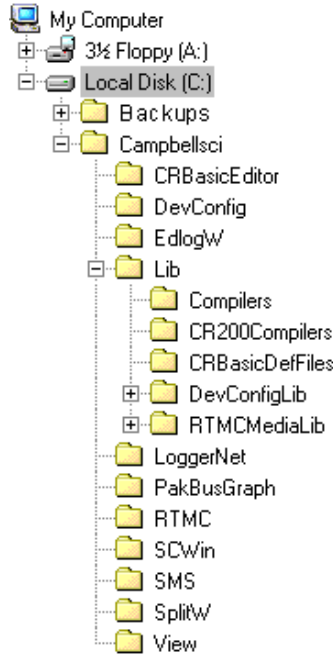 My Computer
3½ Floppy (A:)
Local Disk (C:)
Backups
Campbellsci
CRBasicEditor
DevConfig
EdlogW
Lib
Compilers
CR200Compilers
CRBasicDefFiles
DevConfigLib
RTMCMediaLib
LoggerNet
PakBusGraph
RTMC
SCWin
SMS
SplitW
View